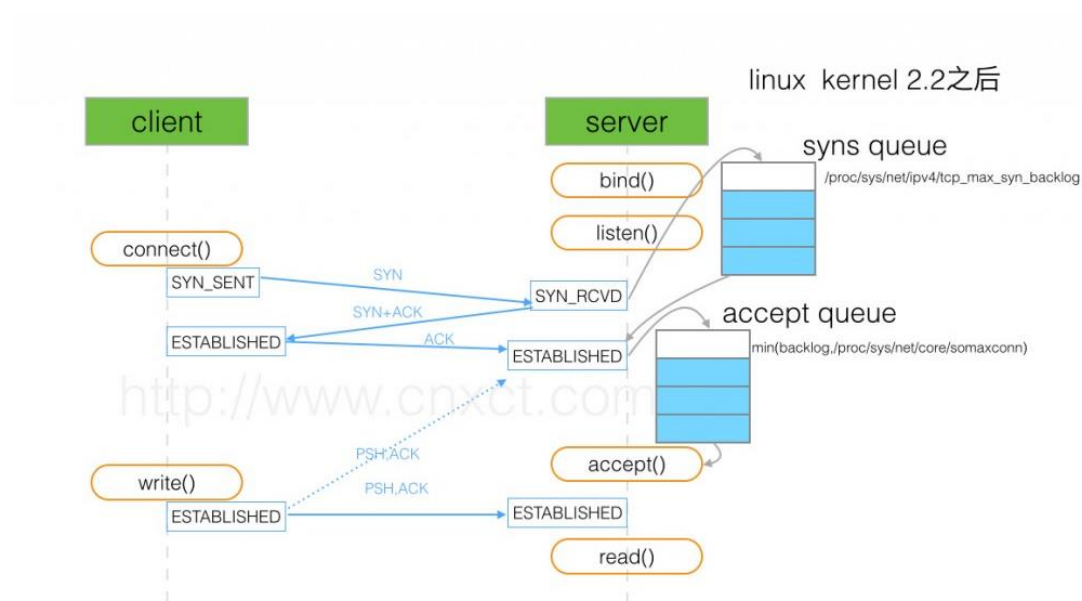 linux kernel 2.2之后
client
server
syns queue
/proc/sys/net/ipv4/tcp_max_syn_backlog
bind()
listen()
connect()
SYN_SENT
SYN
SYN_RCVD
SYN+ACK
accept queue
ESTABLISHED
ACK
ESTABLISHED
min(backlog,/proc/sys/net/core/somaxconn)
http://www.cnxct.com
PSH,ACK
accept()
write()
PSH,ACK
ESTABLISHED
ESTABLISHED
read()